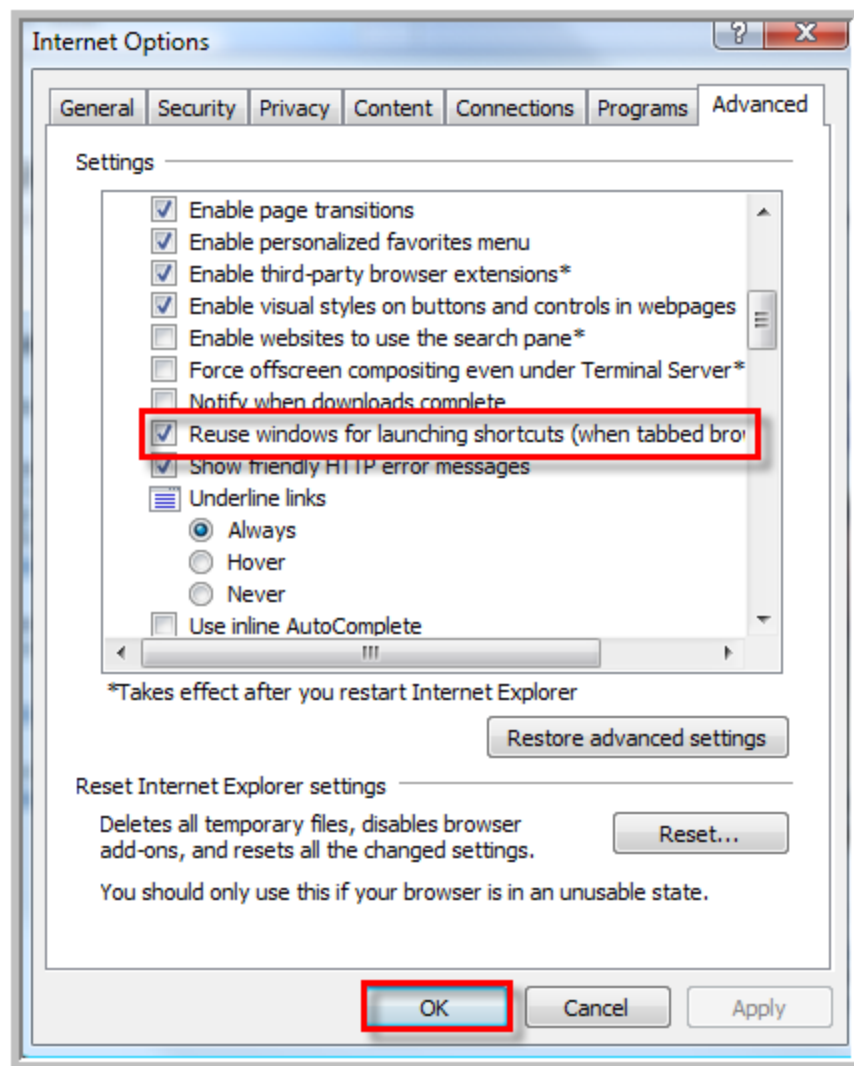 Internet Options
General Security Privacy Content Connections Programs Advanced
Settings
Enable page transitions
Enable personalized favorites menu
Enable third-party browser extensions*
Enable visual styles on buttons and controls in webpages
Enable websites to use the search pane*
Force offscreen compositing even under Terminal Server*
Notify when downloads complete
Reuse windows for launching shortcuts (when tabbed bro
Show friendly HTTP error messages
Underline links
Always
Hover
Never
Use inline AutoComplete
*Takes effect after you restart Internet Explorer
Restore advanced settings
Reset Internet Explorer settings
Deletes all temporary files, disables browser
add-ons, and resets all the changed settings.
Reset...
You should only use this if your browser is in an unusable state.
OK Cancel Apply